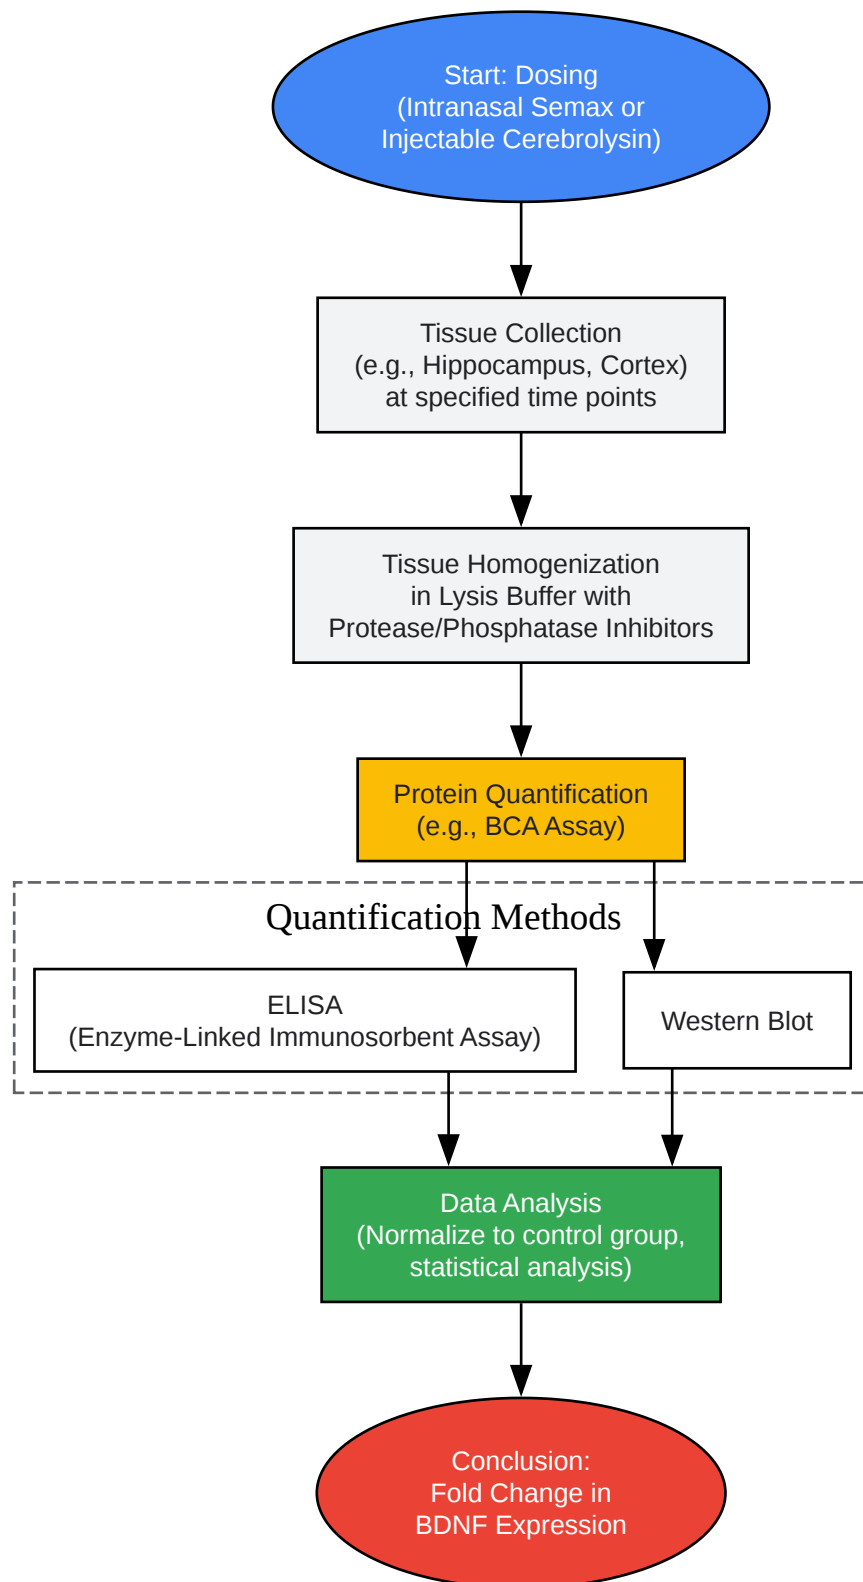 Start: Dosing
(Intranasal Semax or
Injectable Cerebrolysin)
Tissue Collection
(e.g., Hippocampus, Cortex)
at specified time points
Tissue Homogenization
in Lysis Buffer with
Protease/Phosphatase Inhibitors
Protein Quantification
(e.g., BCA Assay)
Quantification Methods
ELISA
(Enzyme-Linked Immunosorbent Assay)
Western Blot
Data Analysis
(Normalize to control group,
statistical analysis)
Conclusion:
Fold Change in
BDNF Expression